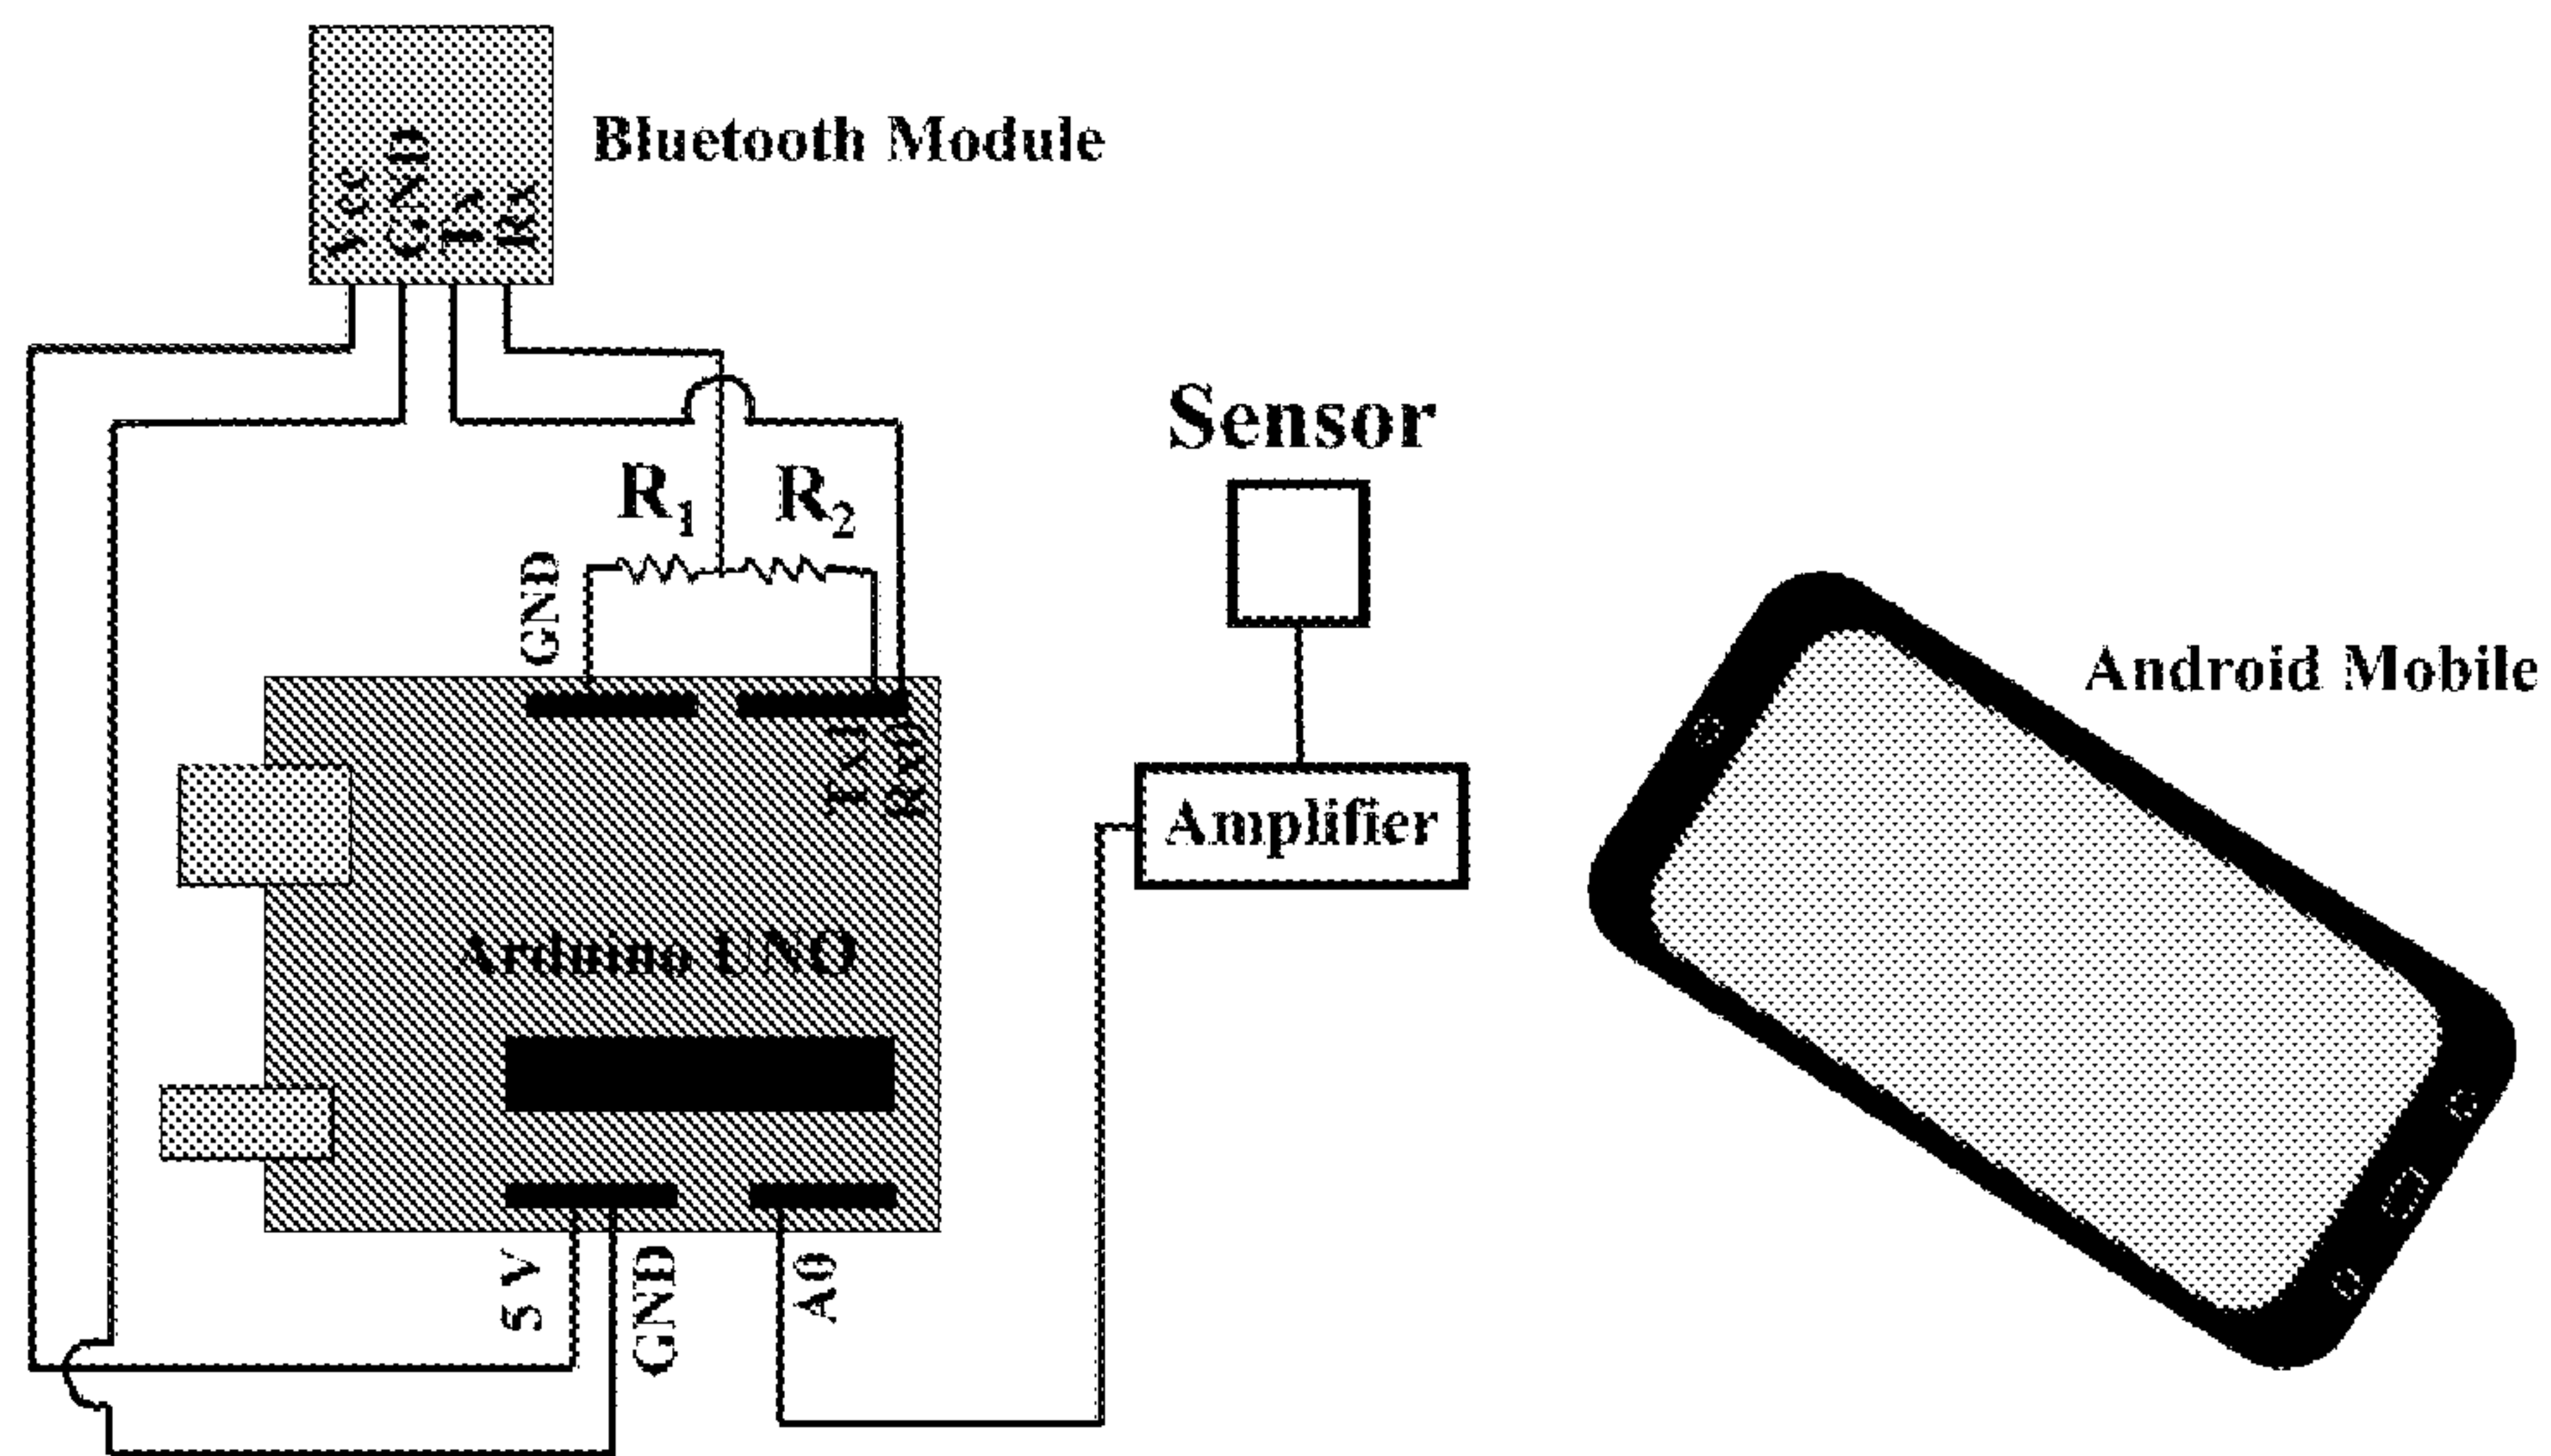 Bluetooth Module
Vcc
GND
Tx
Rx
Sensor
R1
R2
GND
Android Mobile
Tx1
Rx0
Amplifier
Arduino UNO
5 V
GND
A0